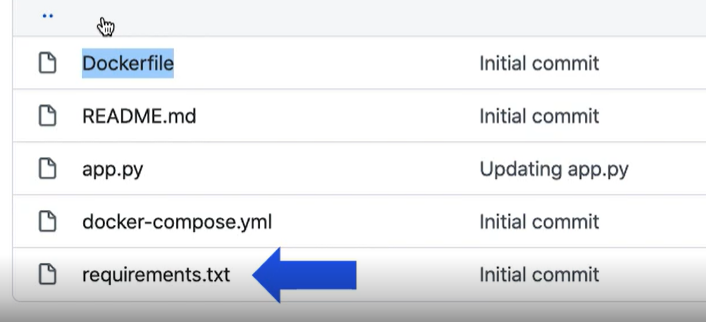 ..
Dockerfile Initial commit
README.md Initial commit
app.py Updating app.py
docker-compose.yml Initial commit
requirements.txt Initial commit